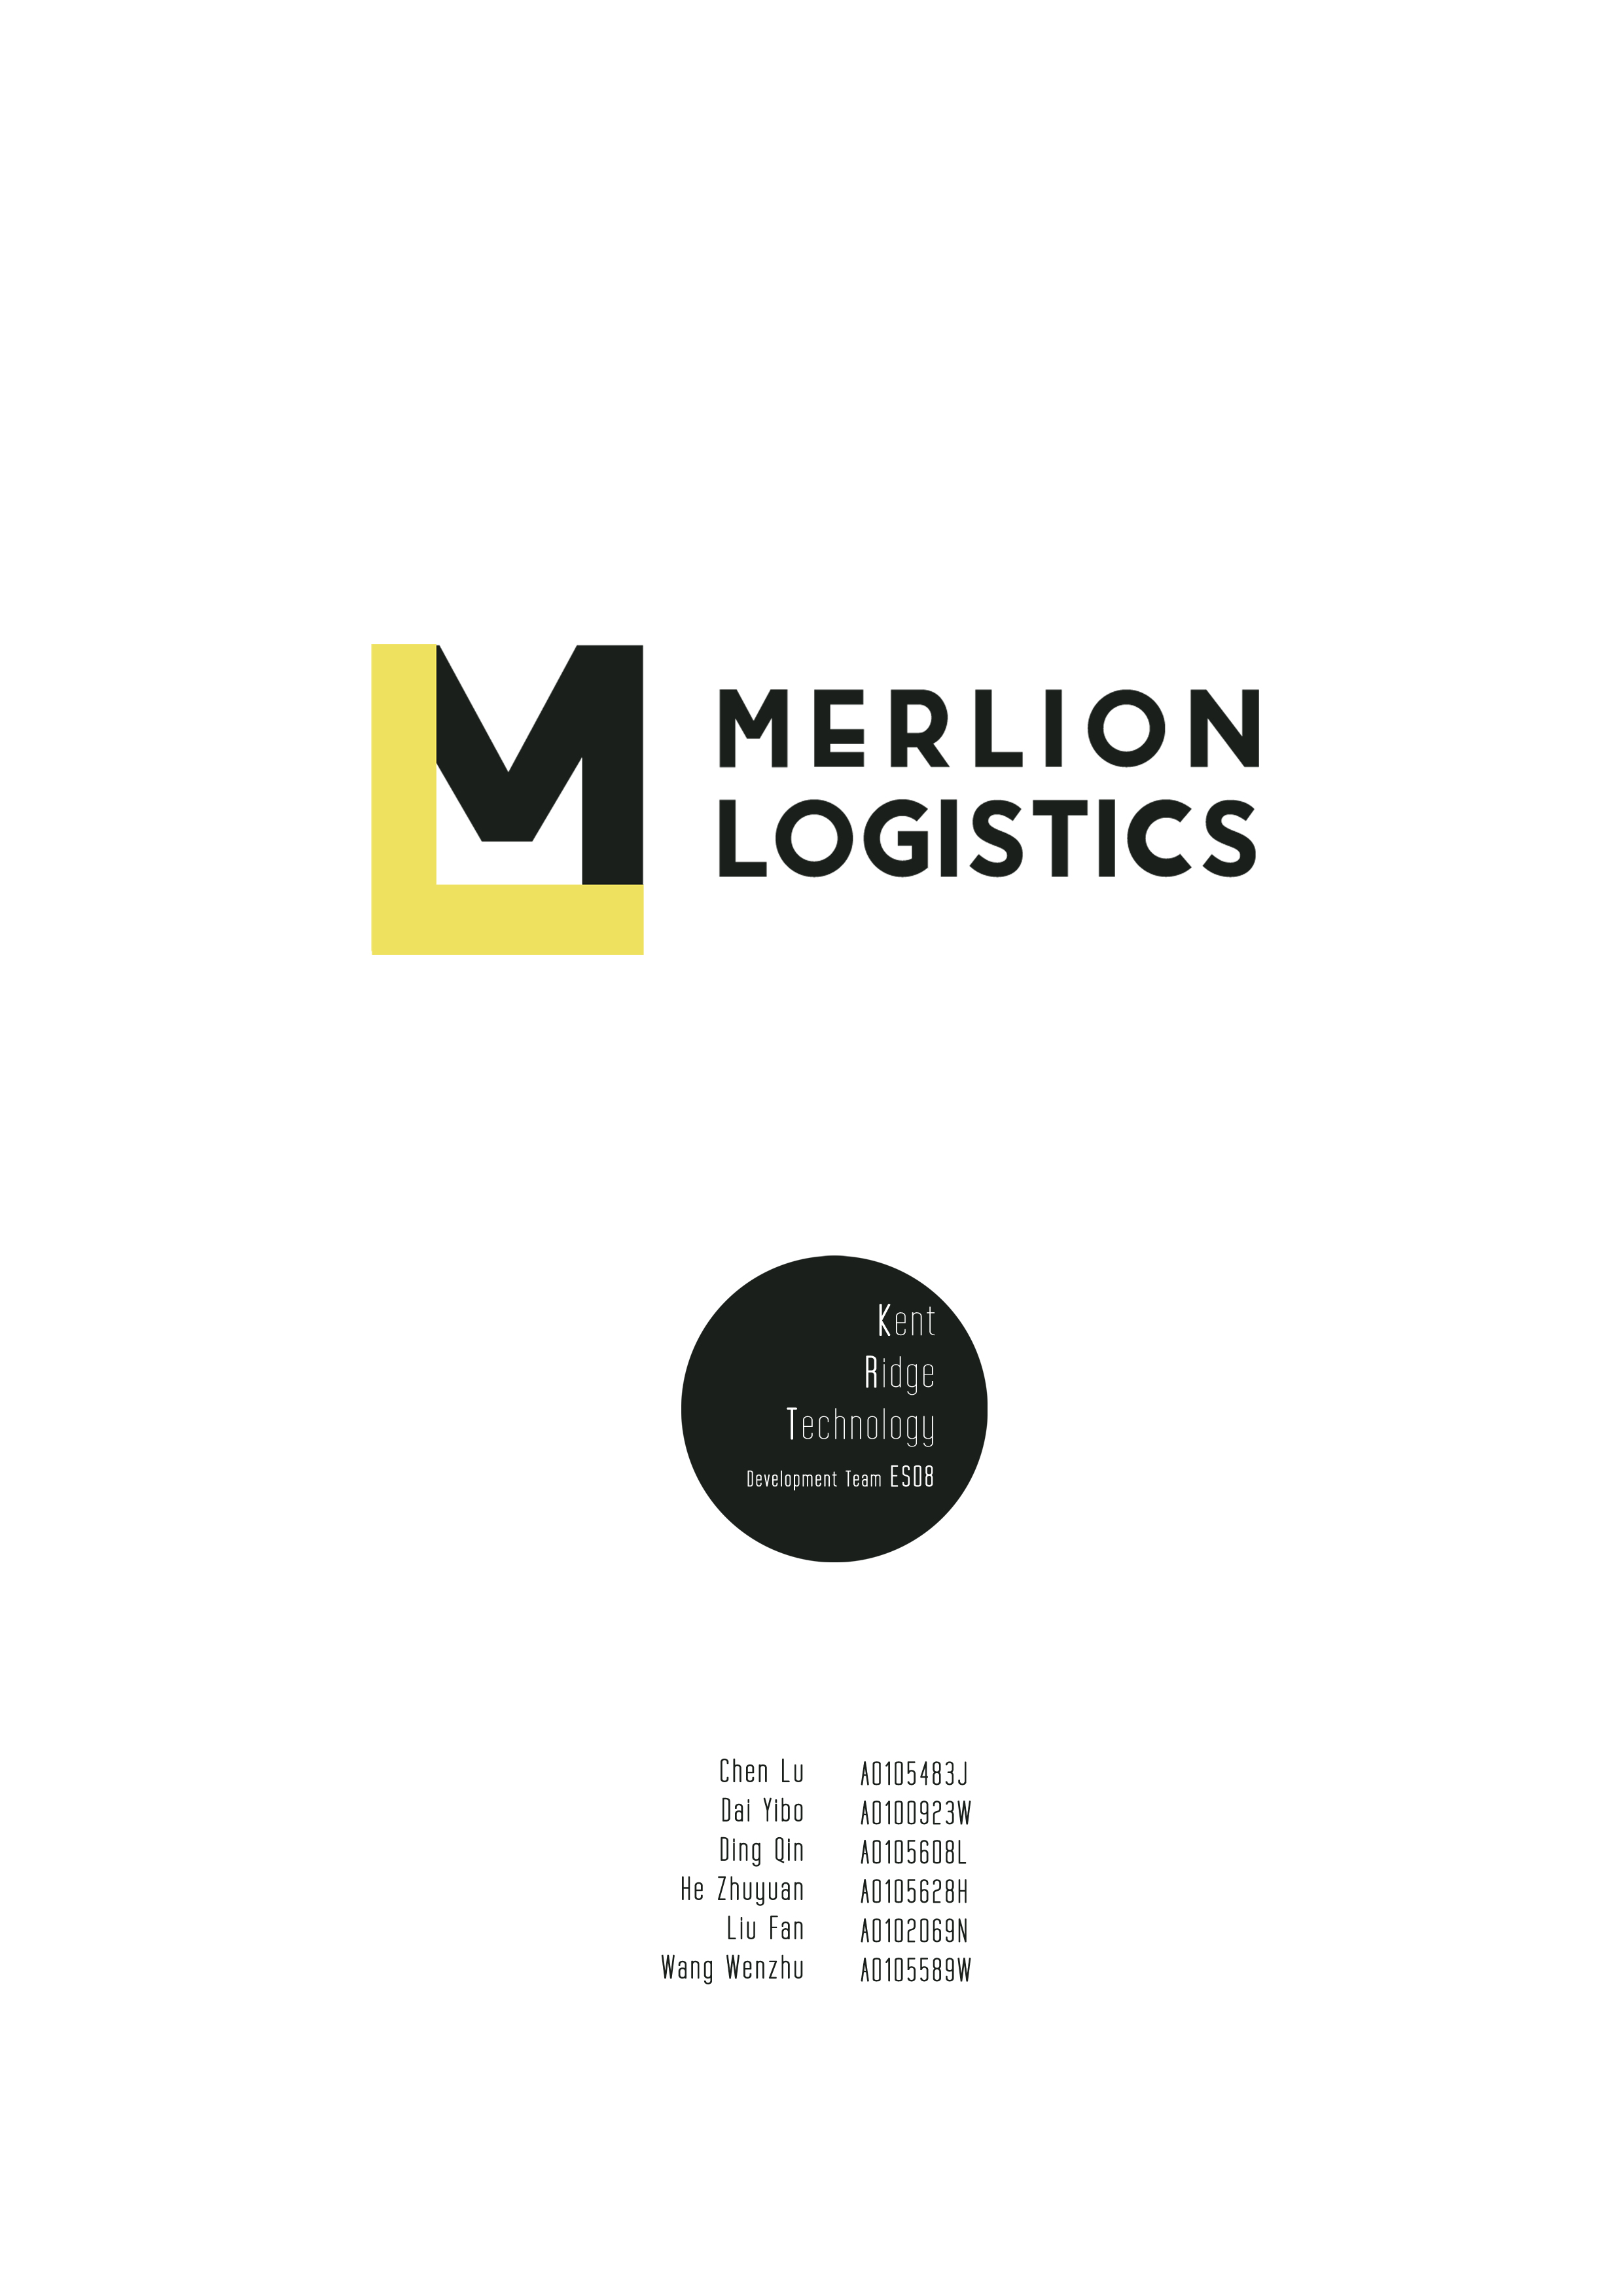 LM
MERLION
LOGISTICS
Kent
Ridge
Technology
Development Team ES08
Chen Lu A0105483J
Dai Yibo A0100923W
Ding Qin A0105608L
He Zhuyuan A0105628H
Liu Fan A0102069N
Wang Wenzhu A0105589W